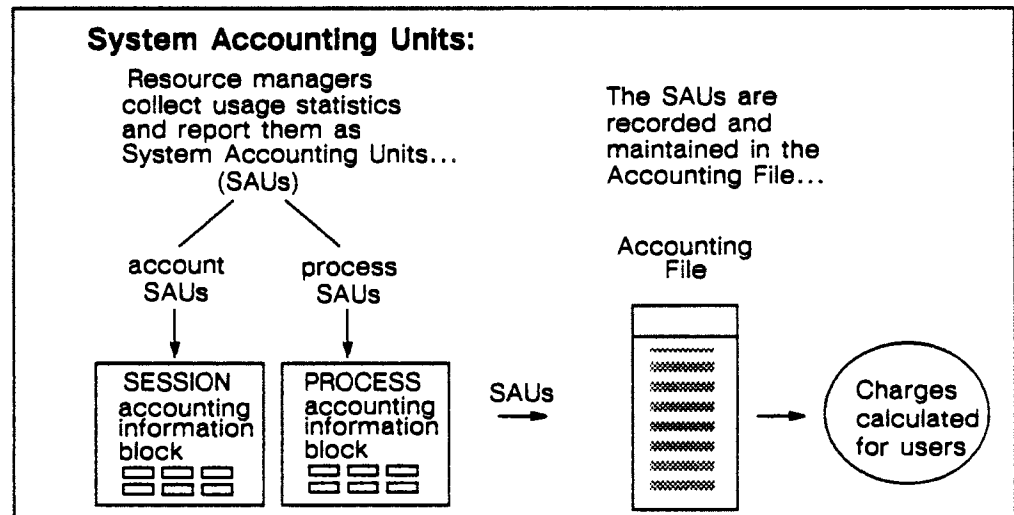 System Accounting Units:
Resource managers
collect usage statistics
and report them as
System Accounting Units...
(SAUs)
The SAUs are
recorded and
maintained in the
Accounting File...
account
SAUs
process
SAUs
Accounting
File
SESSION
accounting
information
block
PROCESS
accounting
information
block
SAUs
Charges
calculated
for users